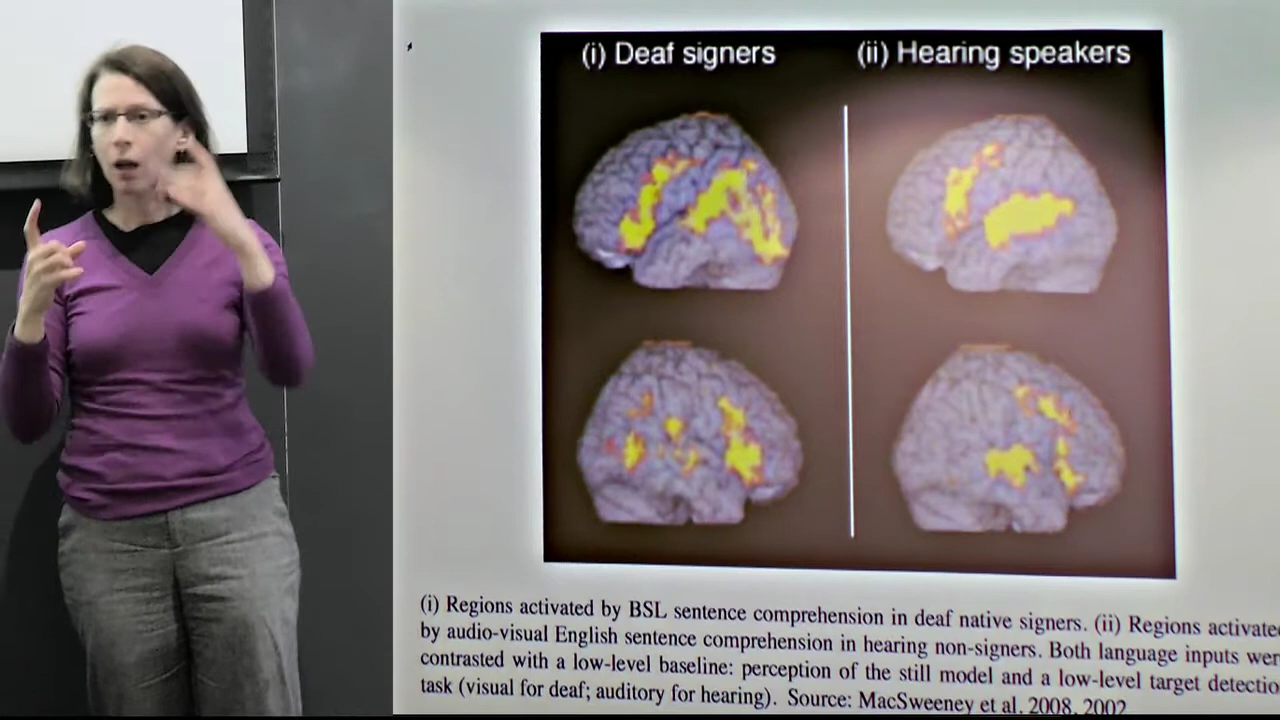 (i) Deaf signers
(ii) Hearing speakers
(i) Regions activated by BSL sentence comprehension in deaf native signers. (ii) Regions activated
by audio-visual English sentence comprehension in hearing non-signers. Both language inputs wer
contrasted with a low-level baseline: perception of the still model and a low-level target detectio
task (visual for deaf; auditory for hearing). Source: MacSweeney et al. 2008, 2002